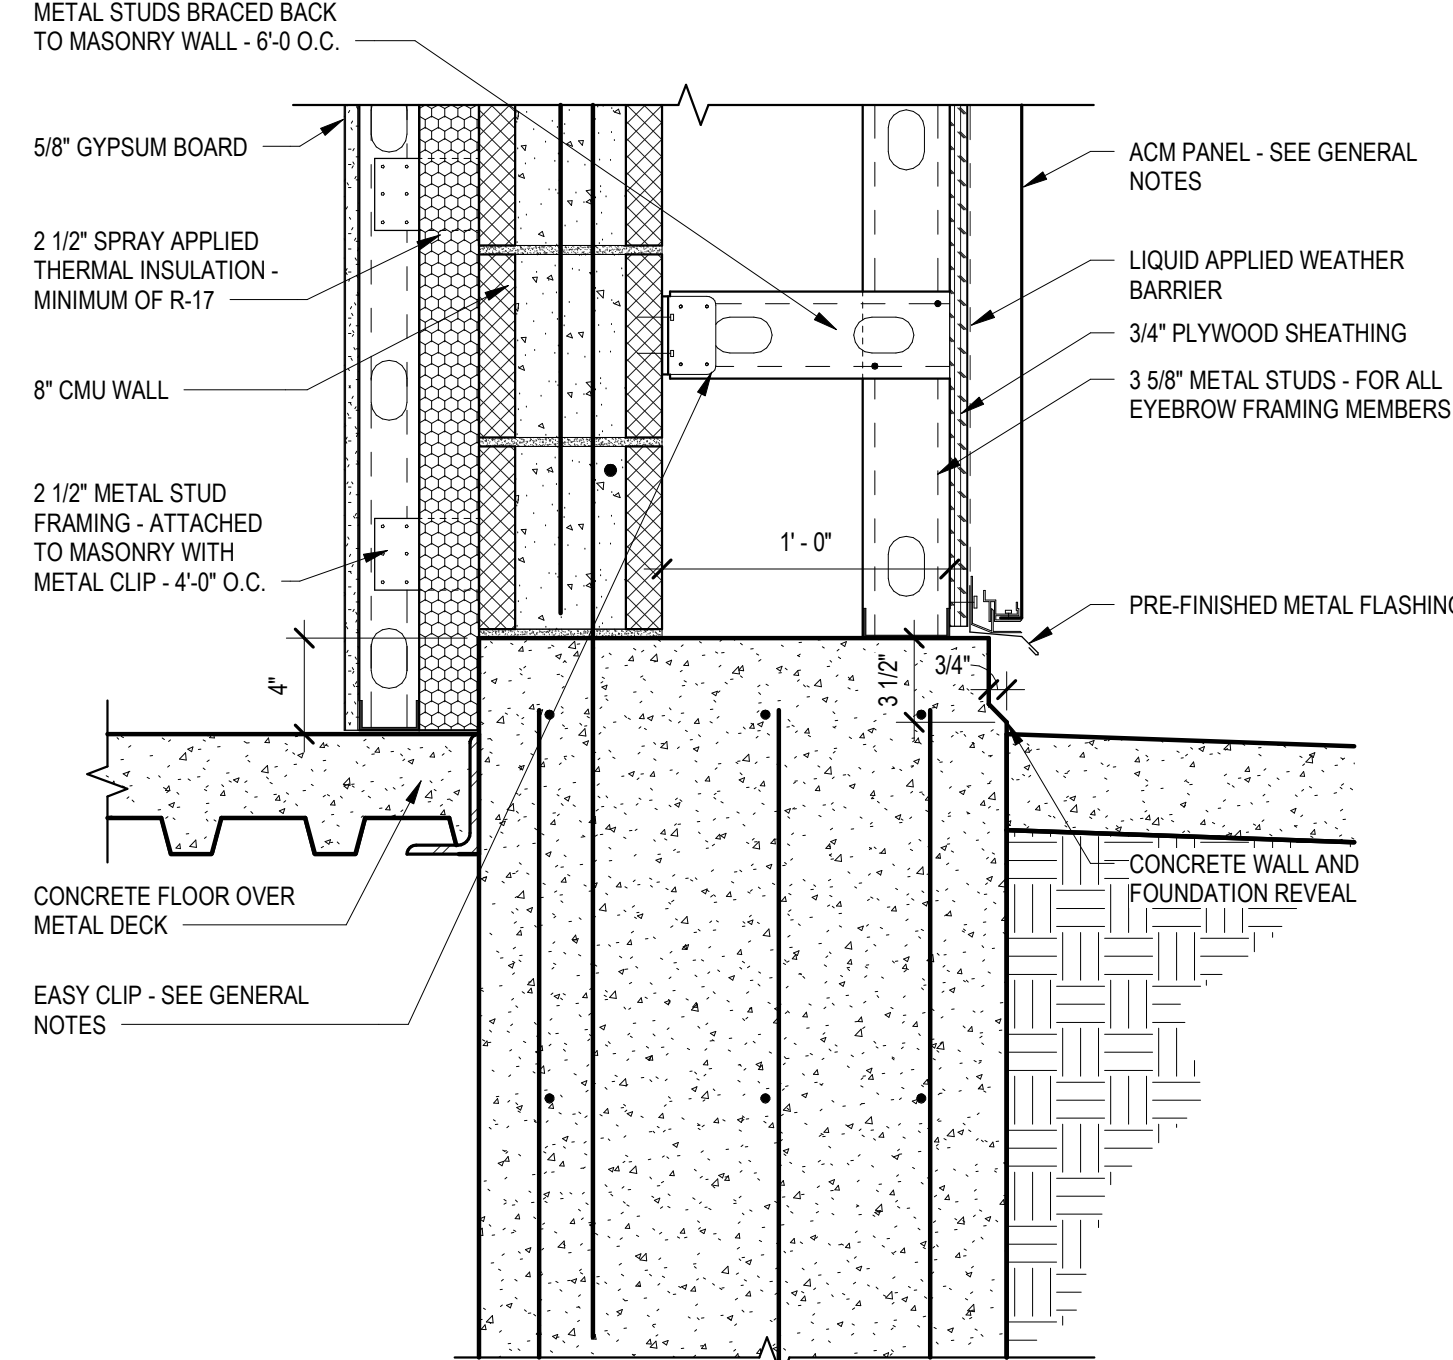 METAL STUDS BRACED BACK
TO MASONRY WALL - 6'-0 O.C.
5/8" GYPSUM BOARD
2 1/2" SPRAY APPLIED
THERMAL INSULATION -
MINIMUM OF R-17
8" CMU WALL
2 1/2" METAL STUD
FRAMING - ATTACHED
TO MASONRY WITH
METAL CLIP - 4'-0" O.C.
4"
CONCRETE FLOOR OVER
METAL DECK
EASY CLIP - SEE GENERAL
NOTES
1' - 0"
3 1/2"
3/4"
ACM PANEL - SEE GENERAL
NOTES
LIQUID APPLIED WEATHER
BARRIER
3/4" PLYWOOD SHEATHING
3 5/8" METAL STUDS - FOR ALL
EYEBROW FRAMING MEMBERS
PRE-FINISHED METAL FLASHING
CONCRETE WALL AND
FOUNDATION REVEAL